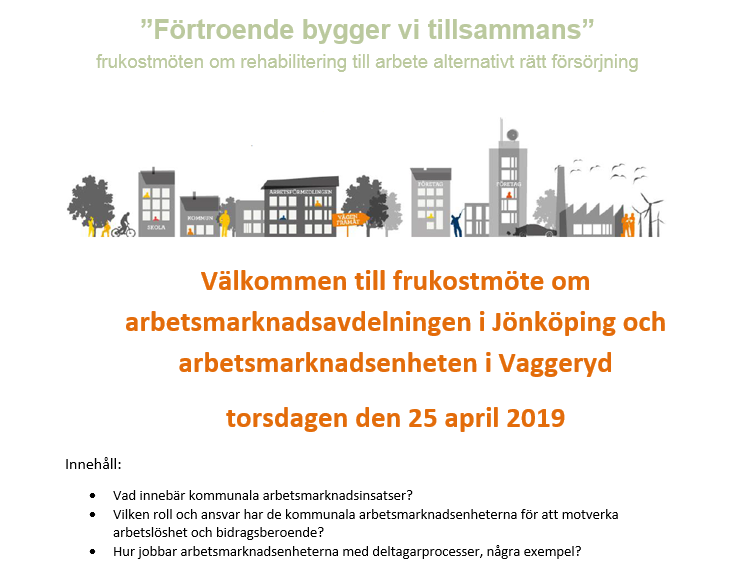 ”Förtroende bygger vi tillsammans”
frukostmöten om rehabilitering till arbete alternativt rätt försörjning
SKOLA
KOMMUN
ARBETSFÖRMEDLINGEN
VÄGEN
FRAMÅT
FÖRETAG
FÖRETAG
Välkommen till frukostmöte om
arbetsmarknadsavdelningen i Jönköping och
arbetsmarknadsenheten i Vaggeryd
torsdagen den 25 april 2019
Innehåll:
• Vad innebär kommunala arbetsmarknadsinsatser?
• Vilken roll och ansvar har de kommunala arbetsmarknadsenheterna för att motverka
arbetslöshet och bidragsberoende?
• Hur jobbar arbetsmarknadsenheterna med deltagarprocesser, några exempel?